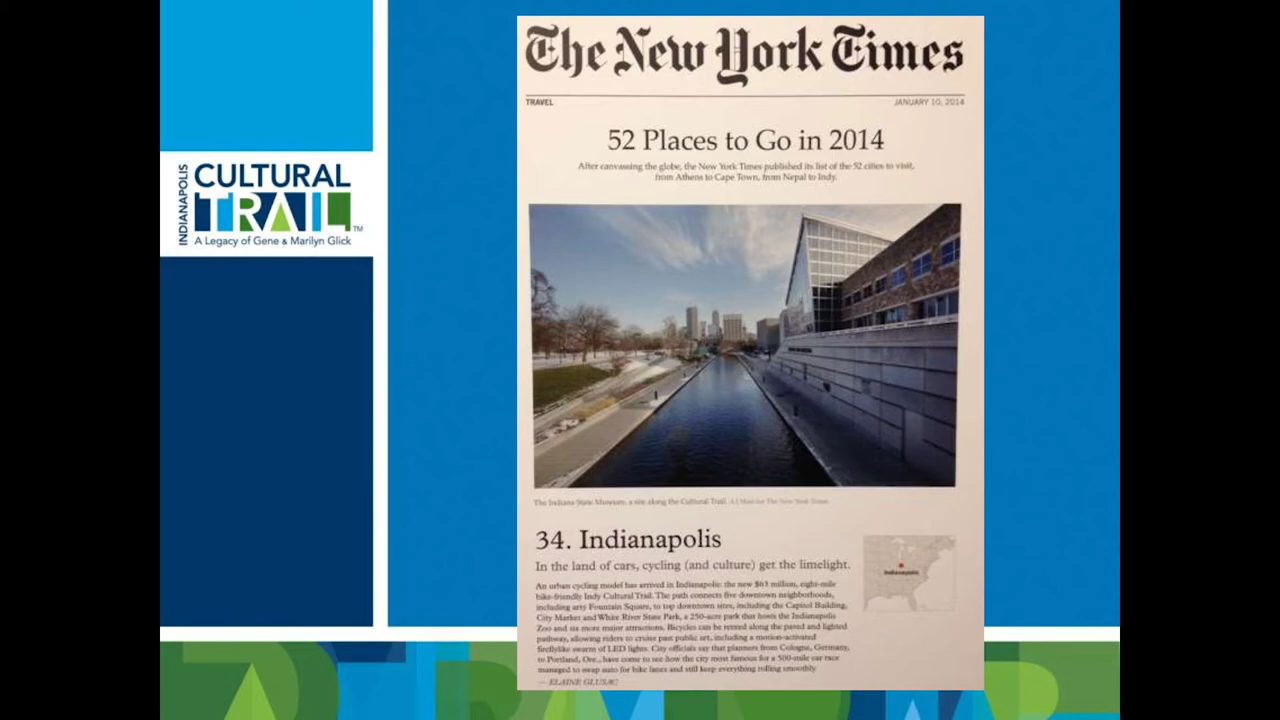 INDIANAPOLIS
CULTURAL
TRAIL™
A Legacy of Gene & Marilyn Glick
The New York Times
TRAVEL
JANUARY 10, 2014
52 Places to Go in 2014
After canvassing the globe, the New York Times published its list of the 52 cities to visit,
from Athens to Cape Town, from Nepal to Indy.
The Indiana State Museum, a site along the Cultural Trail. A J Mast for The New York Times
34. Indianapolis
In the land of cars, cycling (and culture) get the limelight.
Indianapolis
An urban cycling model has arrived in Indianapolis: the new $63 million, eight-mile
bike-friendly Indy Cultural Trail. The path connects five downtown neighborhoods,
including arty Fountain Square, to top downtown sites, including the Capitol Building,
City Market and White River State Park, a 250-acre park that hosts the Indianapolis
Zoo and six more major attractions. Bicycles can be rented along the paved and lighted
pathway, allowing riders to cruise past public art, including a motion-activated
fireflylike swarm of LED lights. City officials say that planners from Cologne, Germany,
to Portland, Ore., have come to see how the city most famous for a 500-mile car race
managed to swap auto for bike lanes and still keep everything rolling smoothly.
— ELAINE GLUSAC